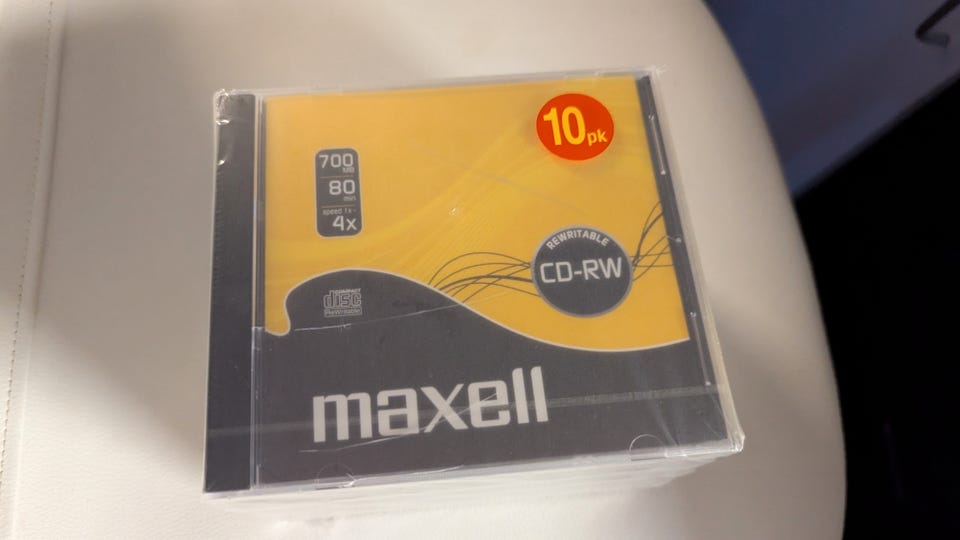 10pk
700
MB
80
min
speed 1x -
4x
REWRITABLE
CD-RW
COMPACT
disc
ReWritable
maxell